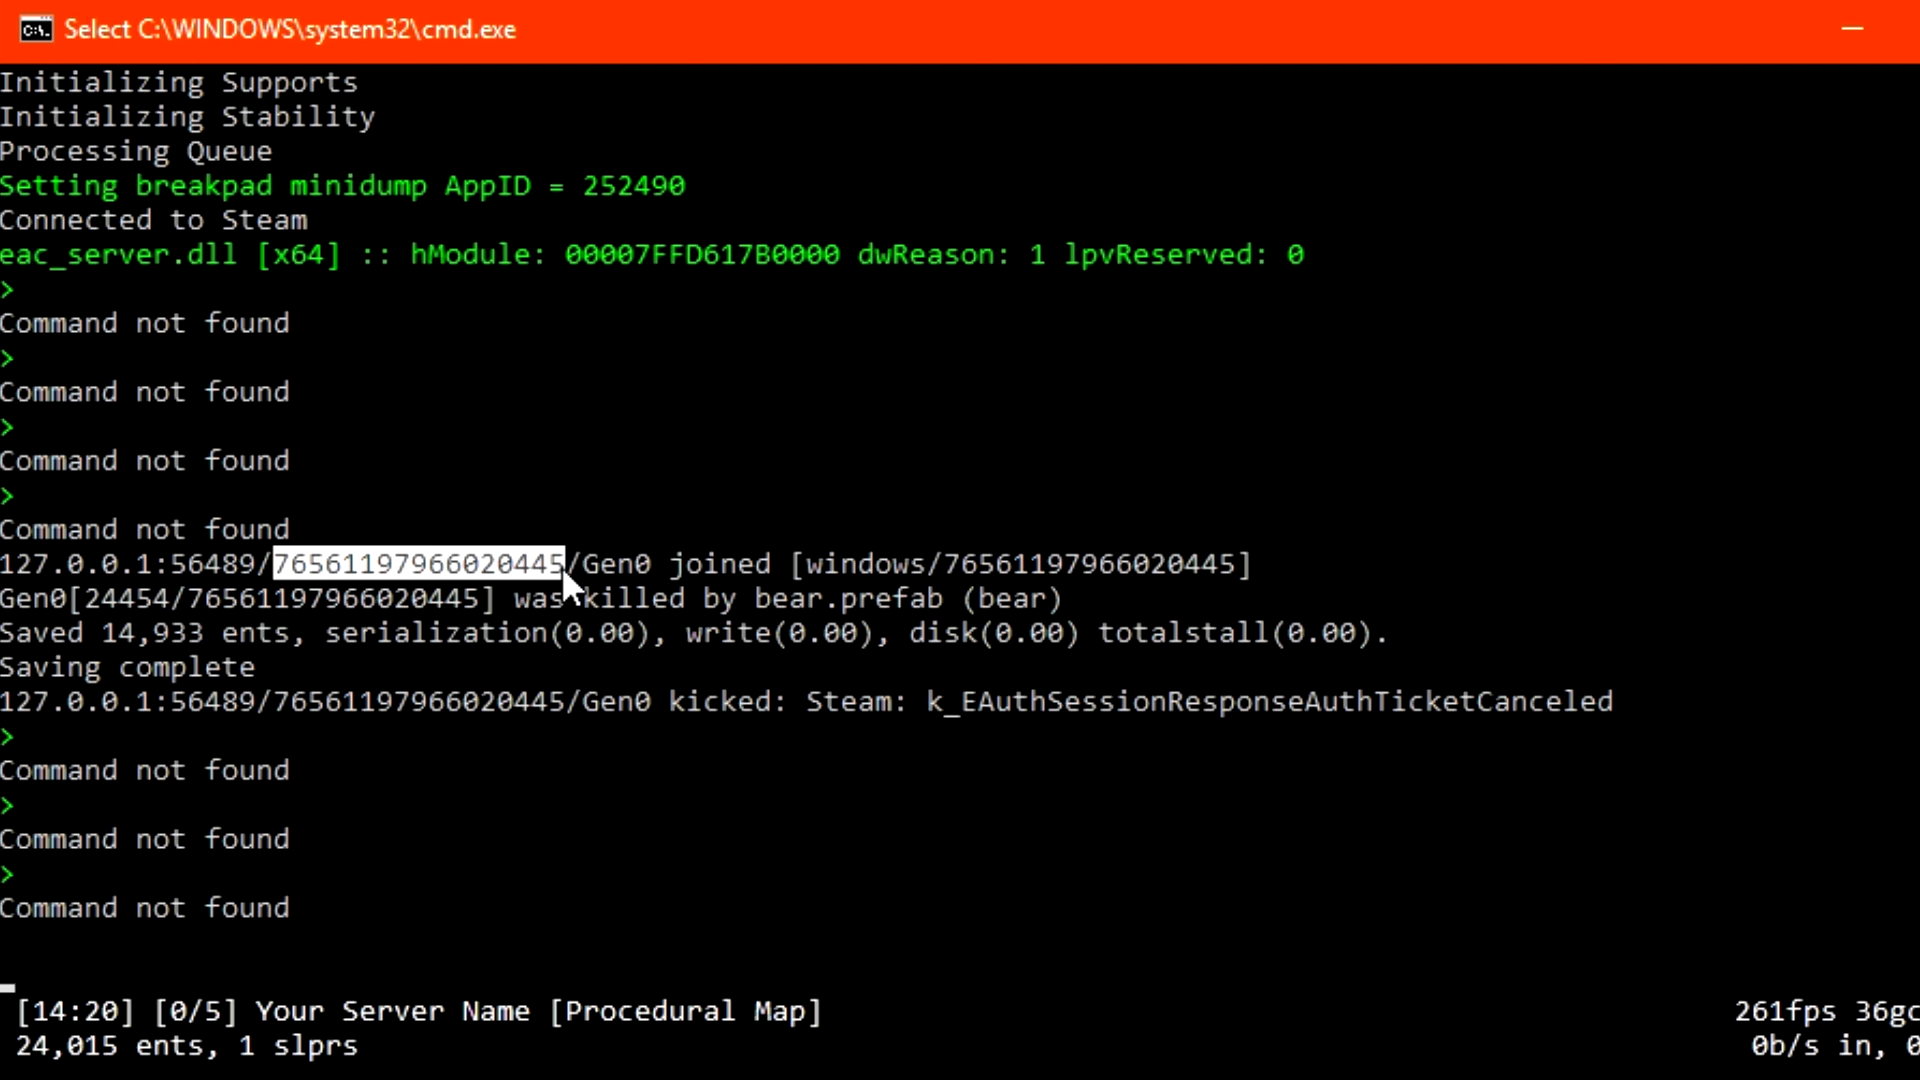 Select C:\WINDOWS\system32\cmd.exe
Initializing Supports
Initializing Stability
Processing Queue
Setting breakpad minidump AppID = 252490
Connected to Steam
eac_server.dll [x64] :: hModule: 00007FFD617B0000 dwReason: 1 lpvReserved: 0
>
Command not found
>
Command not found
>
Command not found
>
Command not found
127.0.0.1:56489/76561197966020445/Gen0 joined [windows/76561197966020445]
Gen0[24454/76561197966020445] was killed by bear.prefab (bear)
Saved 14,933 ents, serialization(0.00), write(0.00), disk(0.00) totalstall(0.00).
Saving complete
127.0.0.1:56489/76561197966020445/Gen0 kicked: Steam: k_EAuthSessionResponseAuthTicketCanceled
>
Command not found
>
Command not found
>
Command not found
[14:20] [0/5] Your Server Name [Procedural Map] 261fps 36gc
24,015 ents, 1 slprs 0b/s in, 0